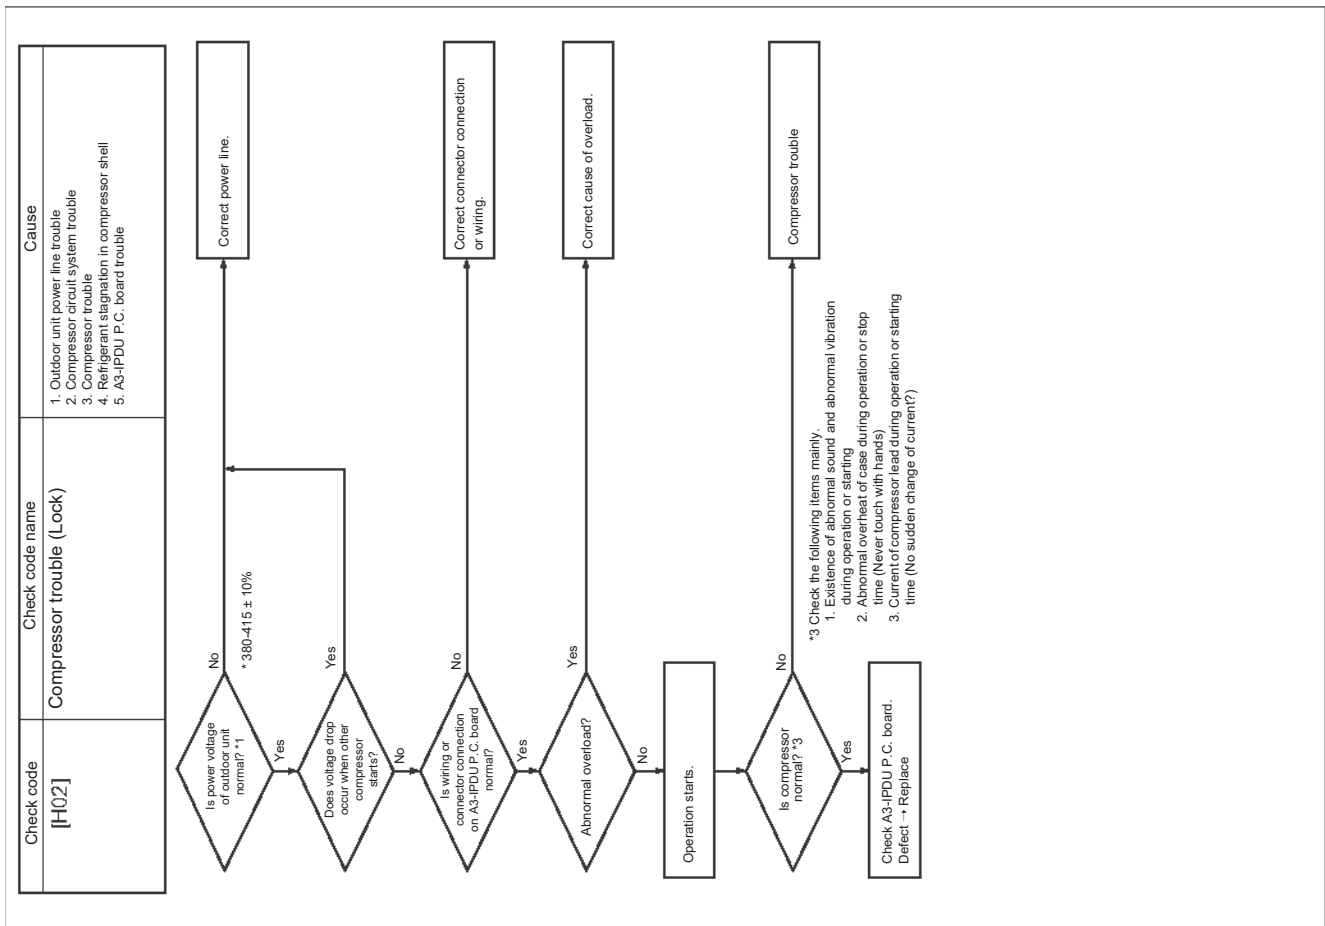 Check code
Check code name
Cause
[H02]
Compressor trouble (Lock)
1. Outdoor unit power line trouble
2. Compressor circuit system trouble
3. Compressor trouble
4. Refrigerant stagnation in compressor shell
5. A3-IPDU P.C. board trouble
Is power voltage
of outdoor unit
normal? *1
No
Correct power line.
* 380-415 ± 10%
Yes
Does voltage drop
occur when other
compressor
starts?
Yes
No
Is wiring or
connector connection
on A3-IPDU P.C. board
normal?
No
Correct connector connection
or wiring.
Yes
Abnormal overload?
Yes
Correct cause of overload.
No
Operation starts.
Is compressor
normal? *3
No
Compressor trouble
*3 Check the following items mainly.
1. Existence of abnormal sound and abnormal vibration
during operation or starting
2. Abnormal overheat of case during operation or stop
time (Never touch with hands)
3. Current of compressor lead during operation or starting
time (No sudden change of current?)
Yes
Check A3-IPDU P.C. board.
Defect → Replace